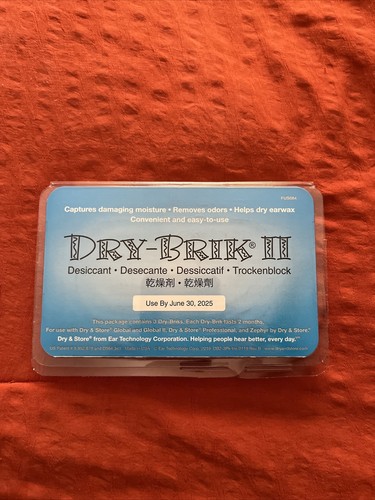 Captures damaging moisture • Removes odors • Helps dry earwax
Convenient and easy-to-use
DRY-BRIK® II
Desiccant • Desecante • Dessiccatif • Trockenblock
乾燥剤 • 乾燥劑
Use By June 30, 2025
This package contains 3 Dry-Briks. Each Dry-Brik lasts 2 months.
For use with Dry & Store® Global and Global II, Dry & Store® Professional, and Zephyr by Dry & Store™
Dry & Store® from Ear Technology Corporation. Helping people hear better, every day.™